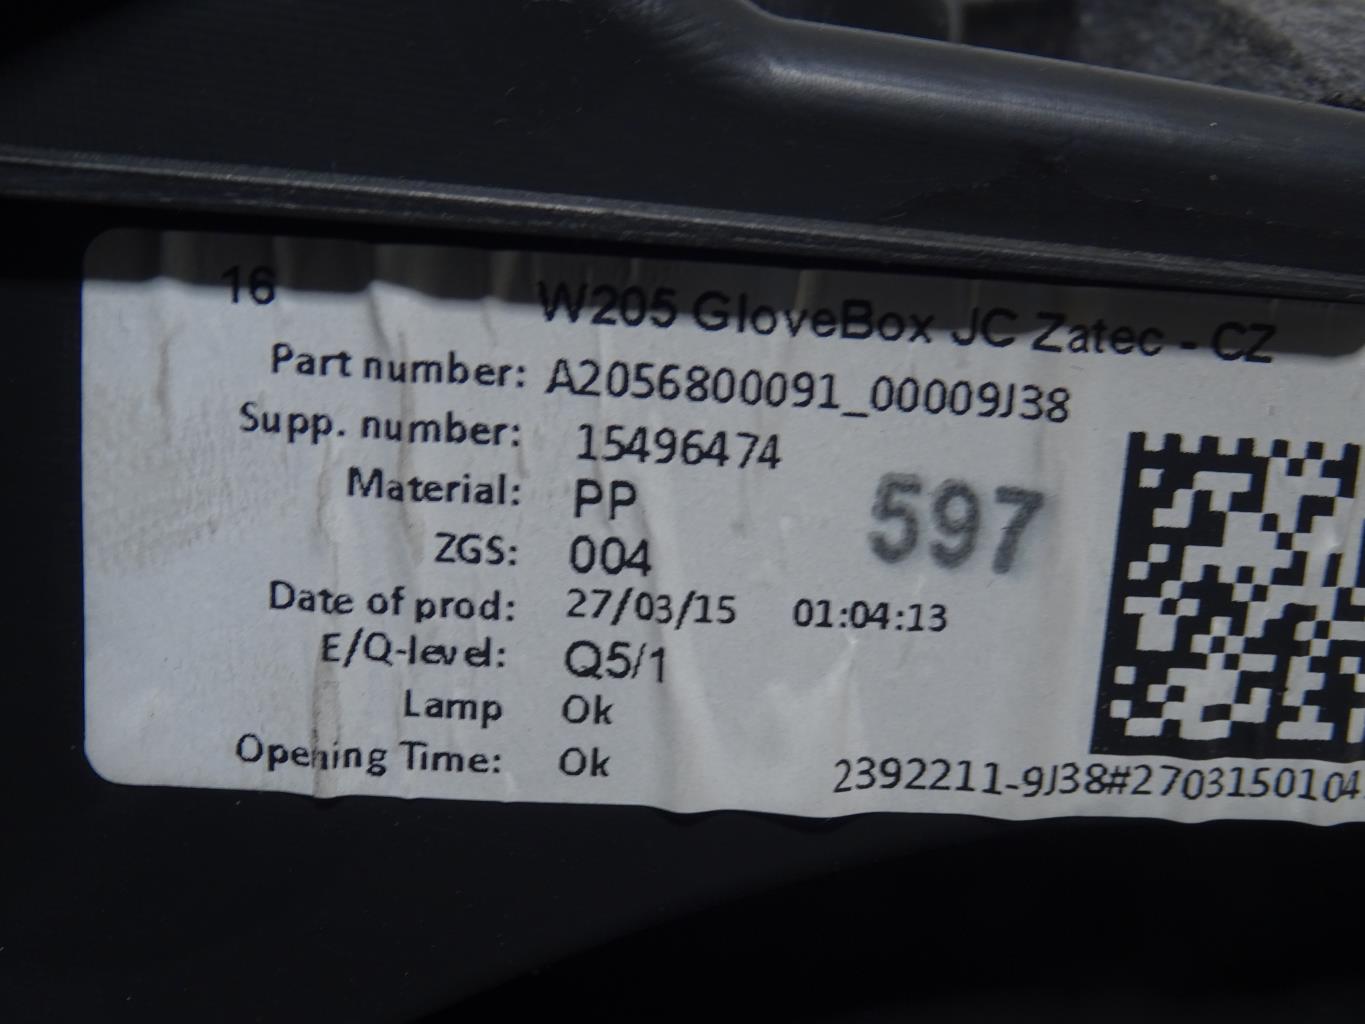 16 W205 GloveBox JC Zatec - CZ
Part number: A2056800091_00009J38
Supp. number: 15496474
Material: PP
597
ZGS: 004
Date of prod: 27/03/15 01:04:13
E/Q-level: Q5/1
Lamp Ok
Opening Time: Ok
2392211-9J38#2703150104